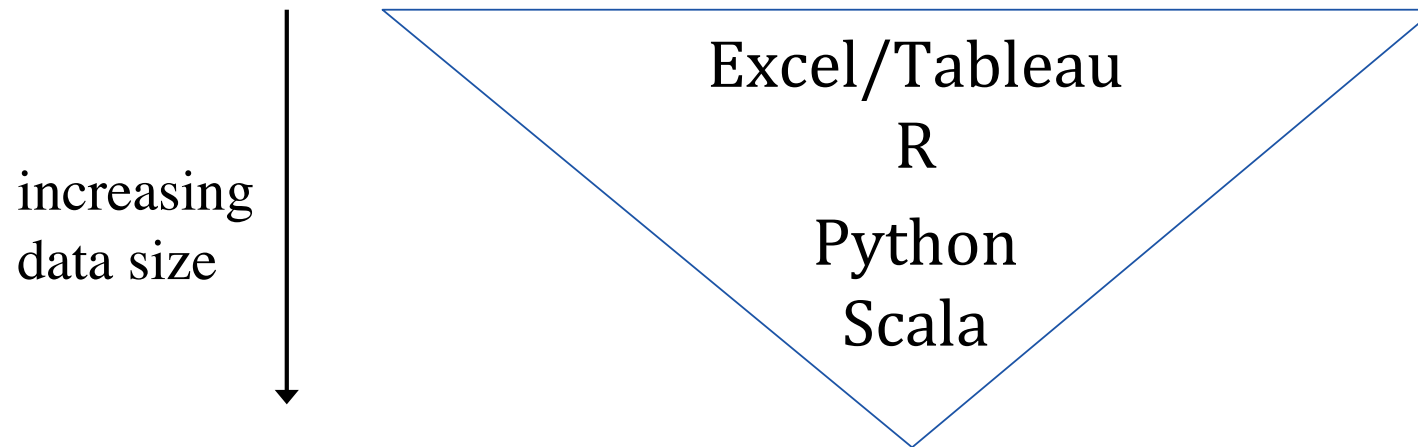 Excel/Tableau
R
Python
Scala
increasing
data size